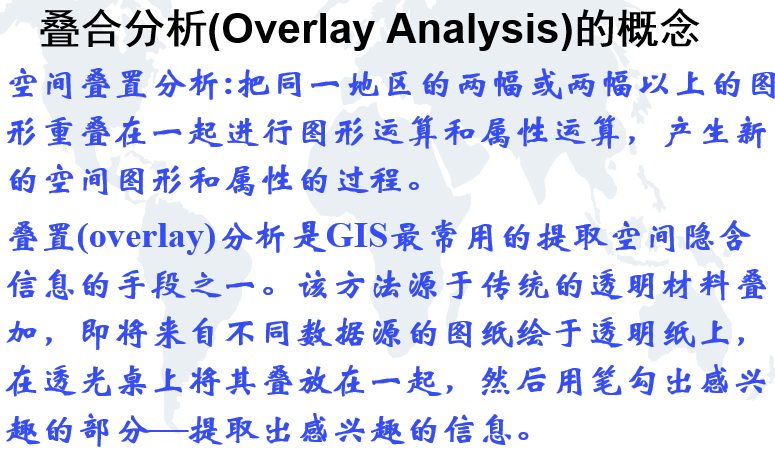 叠合分析(Overlay Analysis)的概念
空间叠置分析:把同一地区的两幅或两幅以上的图
形重叠在一起进行图形运算和属性运算，产生新
的空间图形和属性的过程。
叠置(overlay)分析是GIS最常用的提取空间隐含
信息的手段之一。该方法源于传统的透明材料叠
加，即将来自不同数据源的图纸绘于透明纸上，
在透光桌上将其叠放在一起，然后用笔勾出感兴
趣的部分—提取出感兴趣的信息。